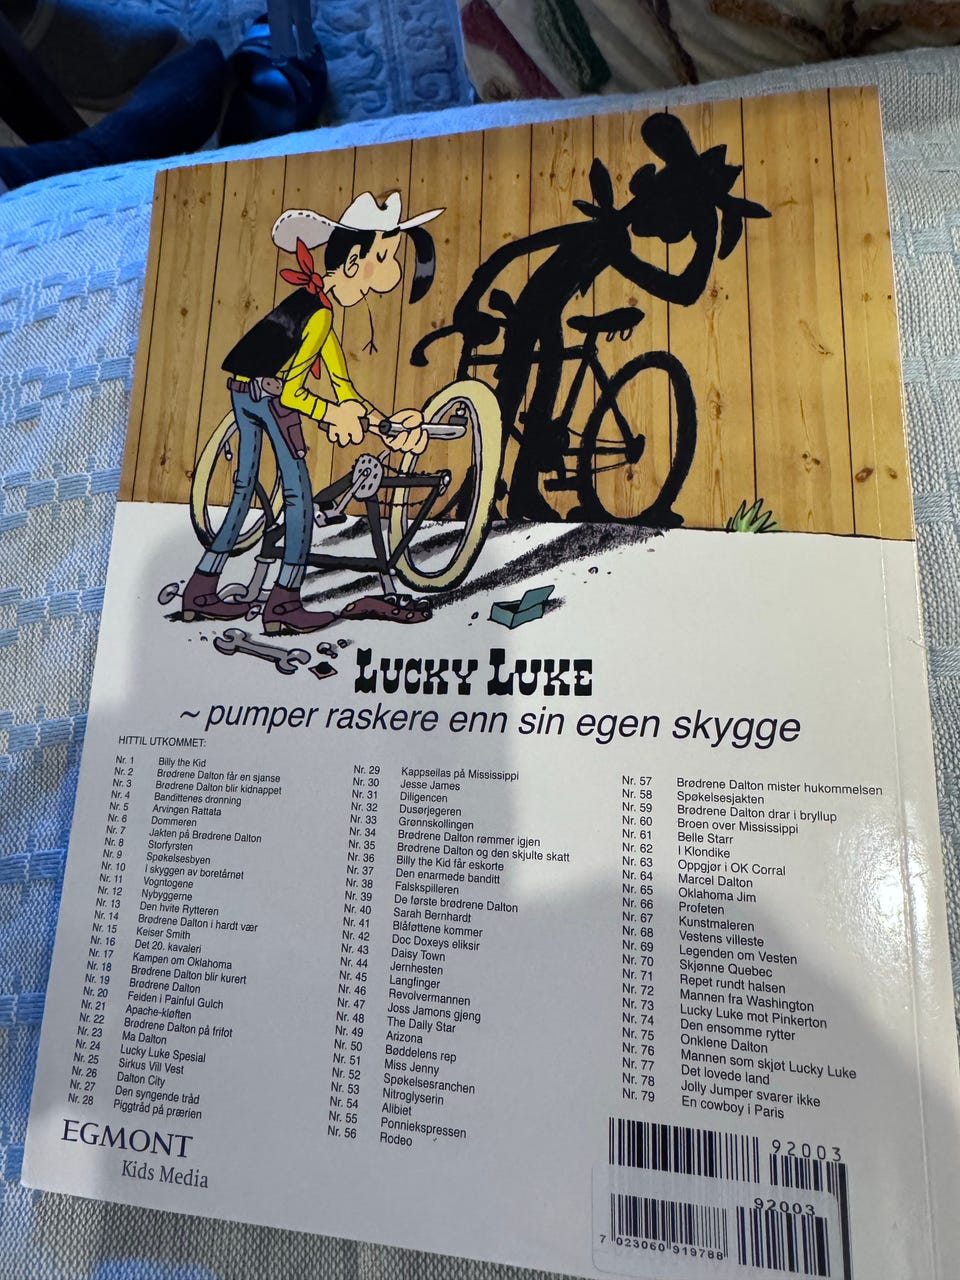 LUCKY LUKE
~ pumper raskere enn sin egen skygge
HITTIL UTKOMMET:
Nr. 1 Billy the Kid
Nr. 2 Brødrene Dalton får en sjanse
Nr. 3 Brødrene Dalton blir kidnappet
Nr. 4 Bandittenes dronning
Nr. 5 Arvingen Rattata
Nr. 6 Dommeren
Nr. 7 Jakten på Brødrene Dalton
Nr. 8 Storfyrsten
Nr. 9 Spøkelsesbyen
Nr. 10 I skyggen av boretårnet
Nr. 11 Vogntogene
Nr. 12 Nybyggerne
Nr. 13 Den hvite Rytteren
Nr. 14 Brødrene Dalton i hardt vær
Nr. 15 Keiser Smith
Nr. 16 Det 20. kavaleri
Nr. 17 Kampen om Oklahoma
Nr. 18 Brødrene Dalton blir kurert
Nr. 19 Brødrene Dalton
Nr. 20 Feiden i Painful Gulch
Nr. 21 Apache-kløften
Nr. 22 Brødrene Dalton på frifot
Nr. 23 Ma Dalton
Nr. 24 Lucky Luke Spesial
Nr. 25 Sirkus Vill Vest
Nr. 26 Dalton City
Nr. 27 Den syngende tråd
Nr. 28 Piggtråd på prærien
Nr. 29 Kappseilas på Mississippi
Nr. 30 Jesse James
Nr. 31 Diligencen
Nr. 32 Dusørjegeren
Nr. 33 Grønnskollingen
Nr. 34 Brødrene Dalton rømmer igjen
Nr. 35 Brødrene Dalton og den skjulte skatt
Nr. 36 Billy the Kid får eskorte
Nr. 37 Den enarmede banditt
Nr. 38 Falskspilleren
Nr. 39 De første brødrene Dalton
Nr. 40 Sarah Bernhardt
Nr. 41 Blåføttene kommer
Nr. 42 Doc Doxeys eliksir
Nr. 43 Daisy Town
Nr. 44 Jernhesten
Nr. 45 Langfinger
Nr. 46 Revolvermannen
Nr. 47 Joss Jamons gjeng
Nr. 48 The Daily Star
Nr. 49 Arizona
Nr. 50 Bøddelens rep
Nr. 51 Miss Jenny
Nr. 52 Spøkelsesranchen
Nr. 53 Nitroglyserin
Nr. 54 Alibiet
Nr. 55 Ponniekspressen
Nr. 56 Rodeo
Nr. 57 Brødrene Dalton mister hukommelsen
Nr. 58 Spøkelsesjakten
Nr. 59 Brødrene Dalton drar i bryllup
Nr. 60 Broen over Mississippi
Nr. 61 Belle Starr
Nr. 62 I Klondike
Nr. 63 Oppgjør i OK Corral
Nr. 64 Marcel Dalton
Nr. 65 Oklahoma Jim
Nr. 66 Profeten
Nr. 67 Kunstmaleren
Nr. 68 Vestens villeste
Nr. 69 Legenden om Vesten
Nr. 70 Skjønne Quebec
Nr. 71 Repet rundt halsen
Nr. 72 Mannen fra Washington
Nr. 73 Lucky Luke mot Pinkerton
Nr. 74 Den ensomme rytter
Nr. 75 Onklene Dalton
Nr. 76 Mannen som skjøt Lucky Luke
Nr. 77 Det lovede land
Nr. 78 Jolly Jumper svarer ikke
Nr. 79 En cowboy i Paris
EGMONT
Kids Media
92003
92003
7 023060 919788